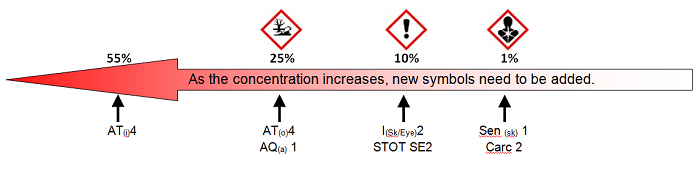 55% 25% 10% 1%
As the concentration increases, new symbols need to be added.
AT(i)4 AT(o)4 I(Sk/Eye)2 Sen (sk) 1
AQ(a) 1 STOT SE2 Carc 2